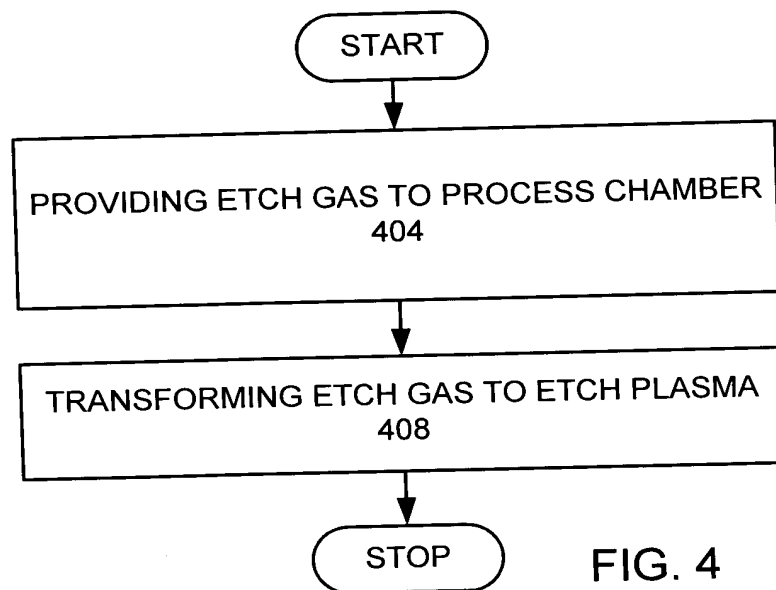 START
PROVIDING ETCH GAS TO PROCESS CHAMBER
404
TRANSFORMING ETCH GAS TO ETCH PLASMA
408
STOP
FIG. 4